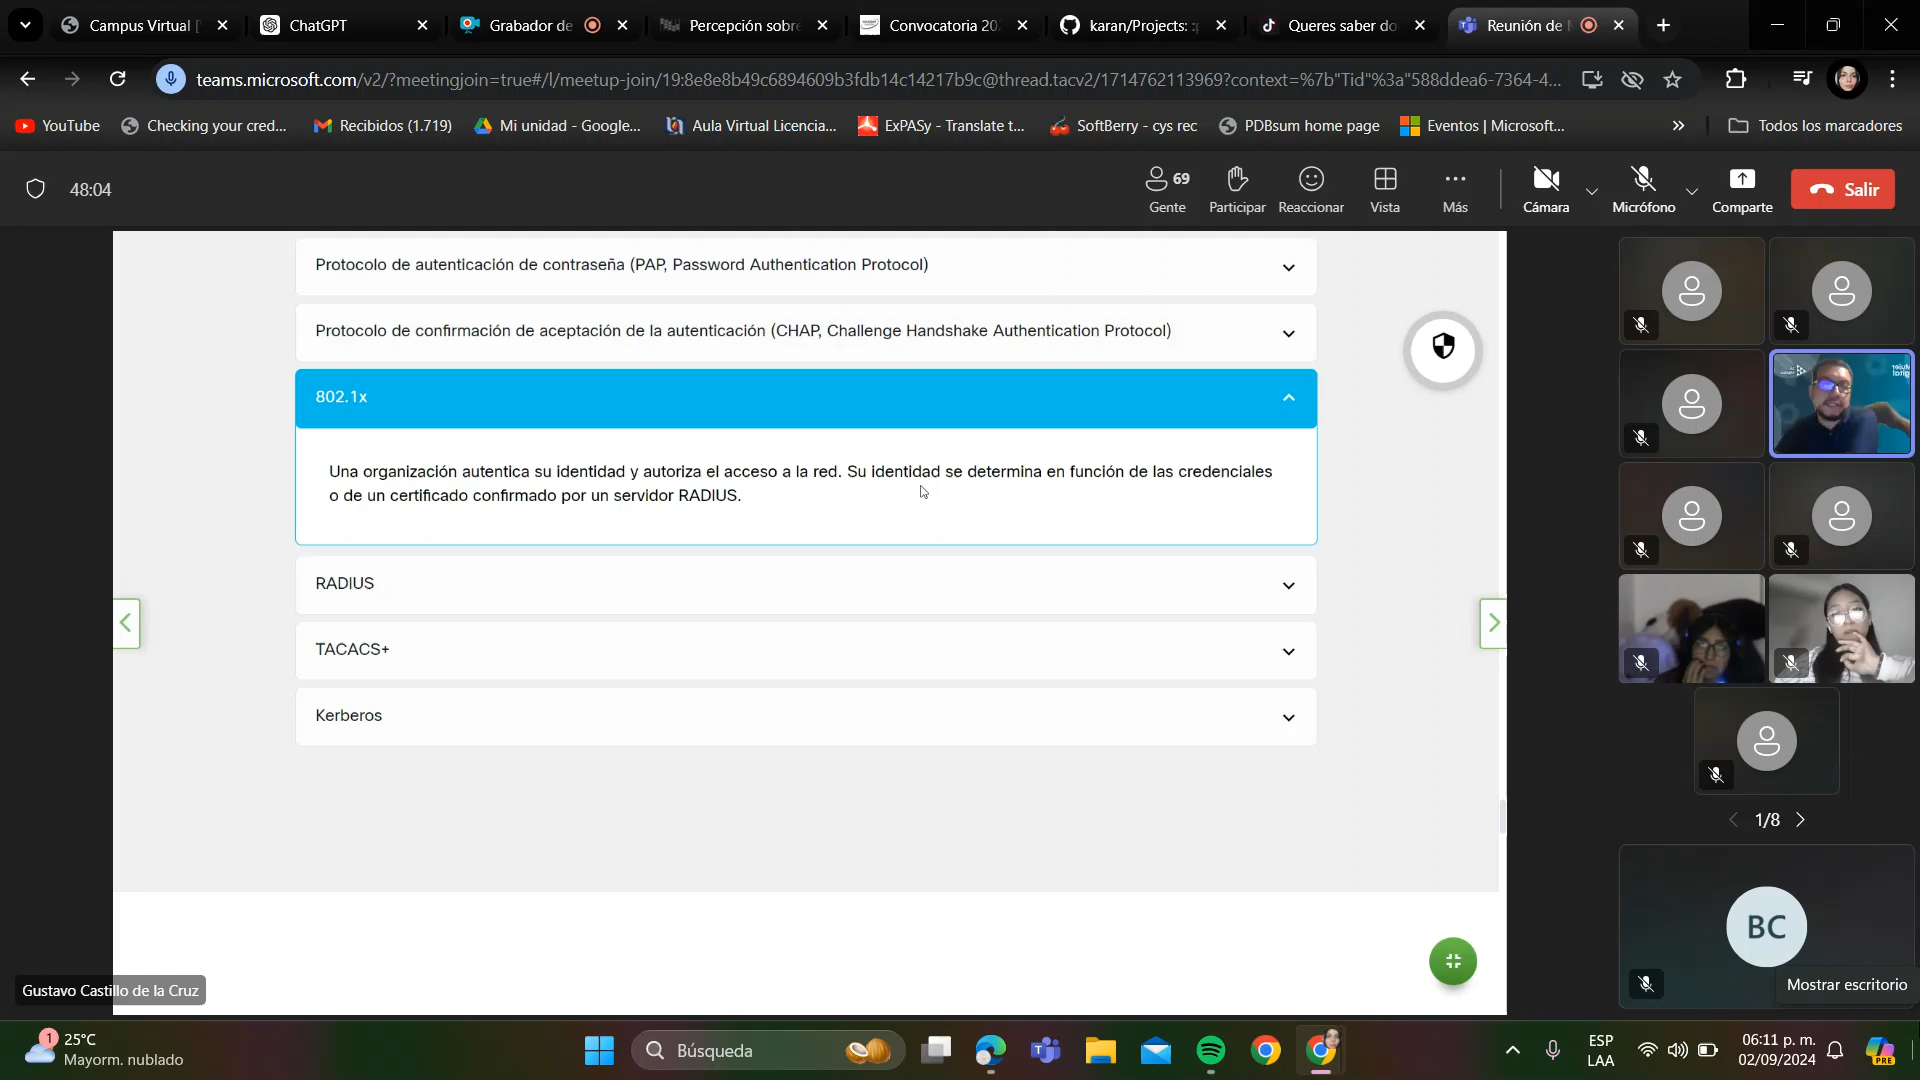 Campus Virtual [
ChatGPT
Grabador de
Percepción sobre
Convocatoria 202
karan/Projects: :p
Queres saber do
Reunión de M
teams.microsoft.com/v2/?meetingjoin=true#/l/meetup-join/19:8e8e8b49c6894609b3fdb14c14217b9c@thread.tacv2/1714762113969?context=%7b"Tid"%3a"588ddea6-7364-4...
YouTube
Checking your cred...
Recibidos (1.719)
Mi unidad - Google...
Aula Virtual Licencia...
ExPASy - Translate t...
SoftBerry - cys rec
PDBsum home page
Eventos | Microsoft...
»
Todos los marcadores
48:04
69
Gente
Participar
Reaccionar
Vista
Más
Cámara
Micrófono
Comparte
Salir
Protocolo de autenticación de contraseña (PAP, Password Authentication Protocol)
Protocolo de confirmación de aceptación de la autenticación (CHAP, Challenge Handshake Authentication Protocol)
802.1x
Una organización autentica su identidad y autoriza el acceso a la red. Su identidad se determina en función de las credenciales
o de un certificado confirmado por un servidor RADIUS.
RADIUS
TACACS+
Kerberos
1/8
BC
Mostrar escritorio
Gustavo Castillo de la Cruz
1
25°C
Mayorm. nublado
Búsqueda
ESP
LAA
06:11 p. m.
02/09/2024
PRE